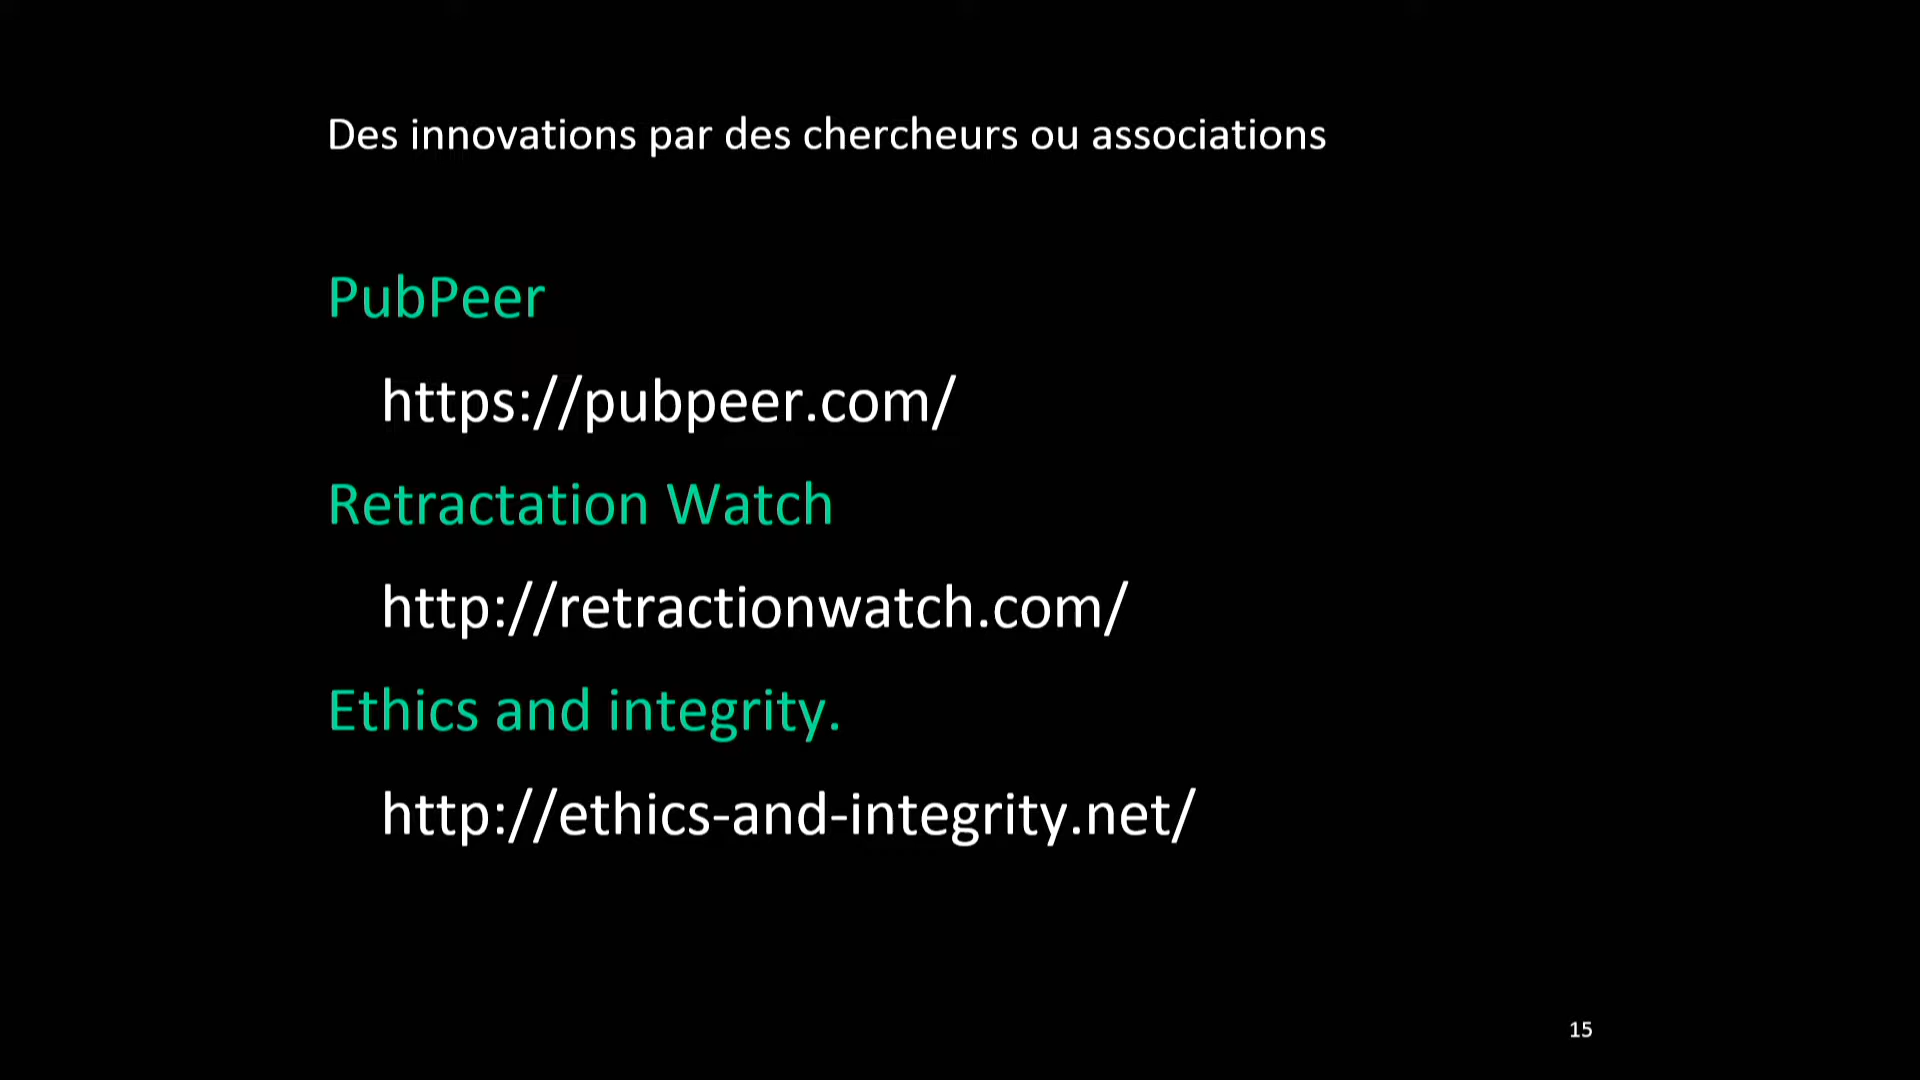 Des innovations par des chercheurs ou associations
PubPeer
https://pubpeer.com/
Retractation Watch
http://retractionwatch.com/
Ethics and integrity.
http://ethics-and-integrity.net/
15